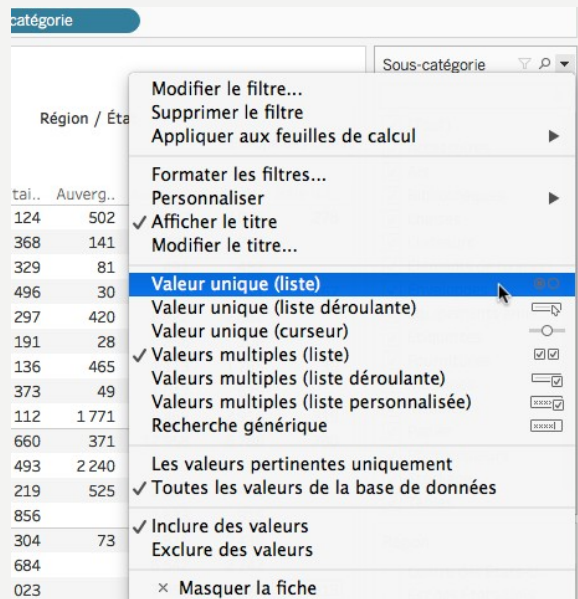 catégorie
Sous-catégorie
Région / Éta
Modifier le filtre...
Supprimer le filtre
Appliquer aux feuilles de calcul
Formater les filtres...
Personnaliser
Afficher le titre
Modifier le titre...
Valeur unique (liste)
Valeur unique (liste déroulante)
Valeur unique (curseur)
Valeurs multiples (liste)
Valeurs multiples (liste déroulante)
Valeurs multiples (liste personnalisée)
Recherche générique
Les valeurs pertinentes uniquement
Toutes les valeurs de la base de données
Inclure des valeurs
Exclure des valeurs
Masquer la fiche
tai.. Auverg..
124 502
368 141
329 81
496 30
297 420
191 28
136 465
373 49
112 1 771
660 371
493 2 240
219 525
856
304 73
684
023